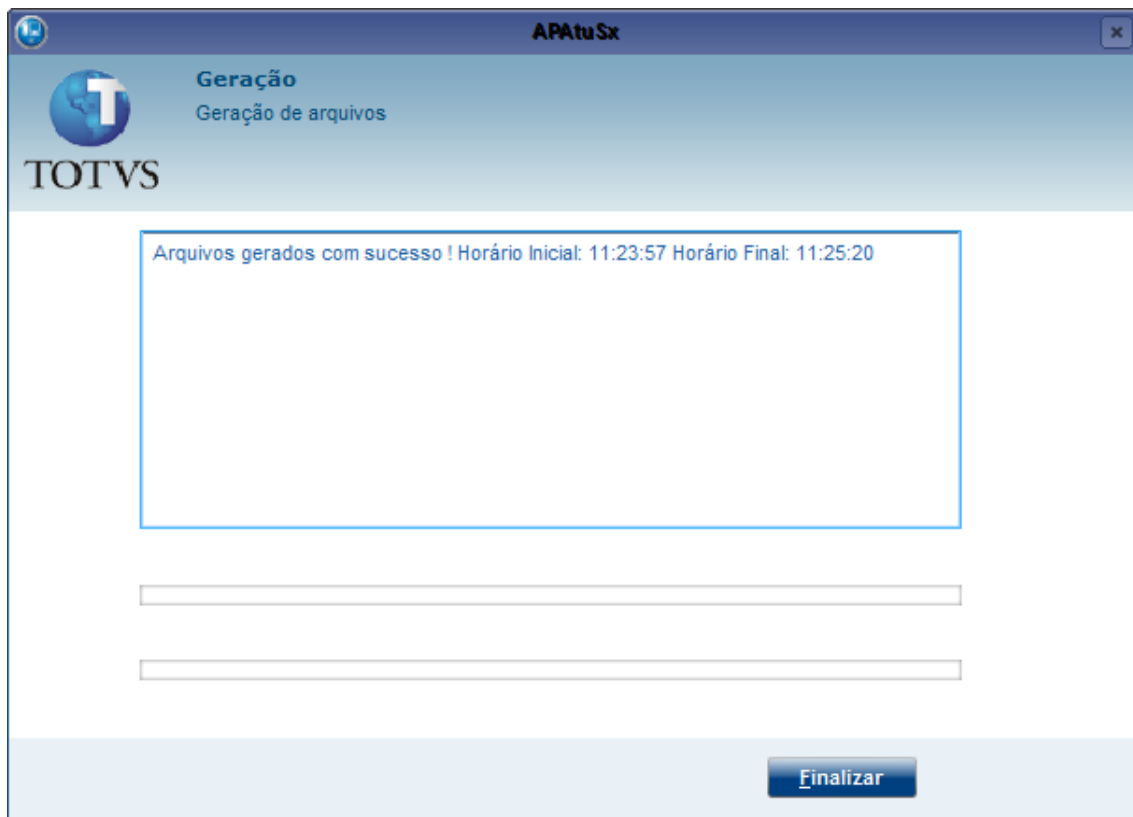 APAtuSx
Geração
Geração de arquivos
TOTVS
Arquivos gerados com sucesso ! Horário Inicial: 11:23:57 Horário Final: 11:25:20
Finalizar